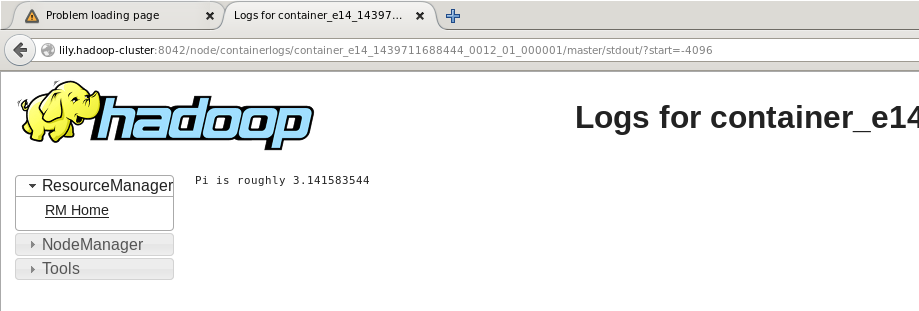 Problem loading page
Logs for container_e14_14397...
lily.hadoop-cluster:8042/node/containerlogs/container_e14_1439711688444_0012_01_000001/master/stdout/?start=-4096
hadoop
Logs for container_e14
ResourceManager
RM Home
NodeManager
Tools
Pi is roughly 3.141583544